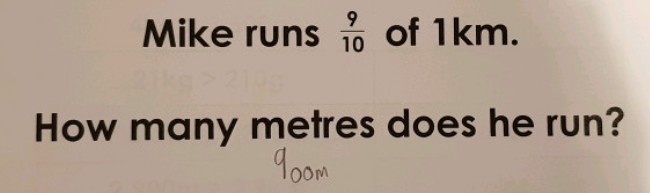 Mike runs 9/10 of 1km.
How many metres does he run?
900m